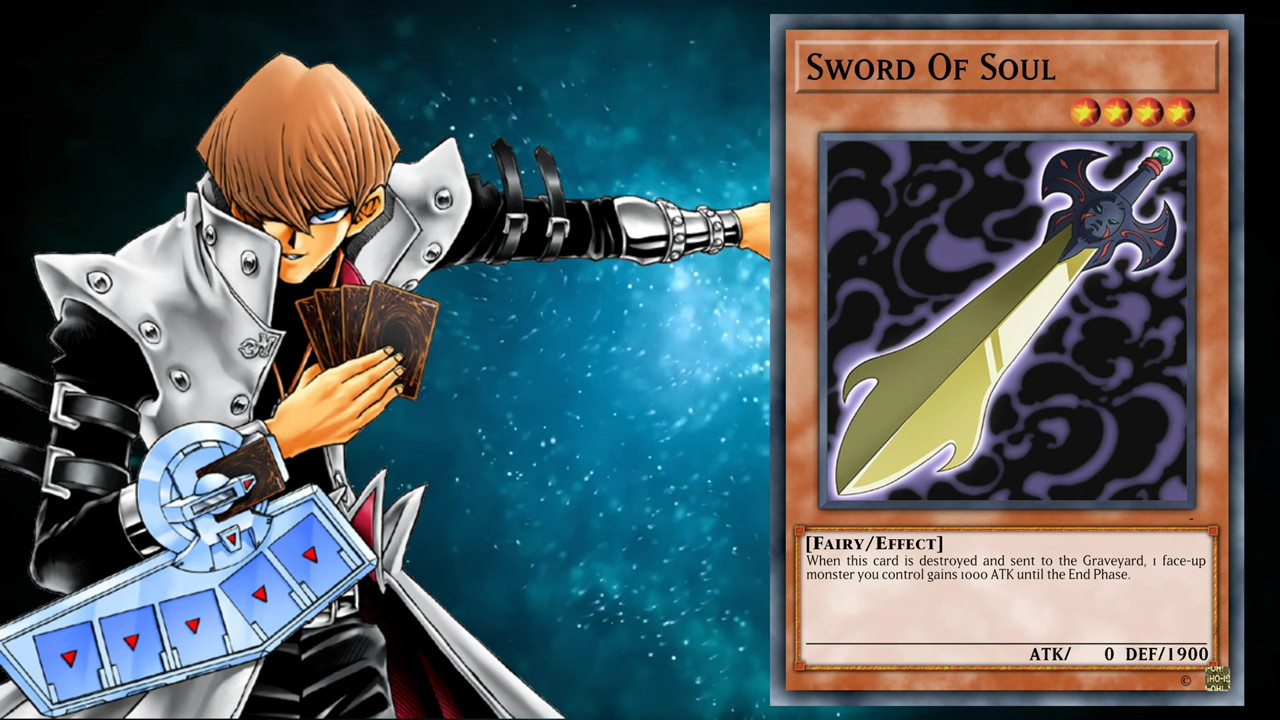 Sword Of Soul
[Fairy/Effect]
When this card is destroyed and sent to the Graveyard, 1 face-up
monster you control gains 1000 ATK until the End Phase.
ATK/ 0 DEF/1900
©